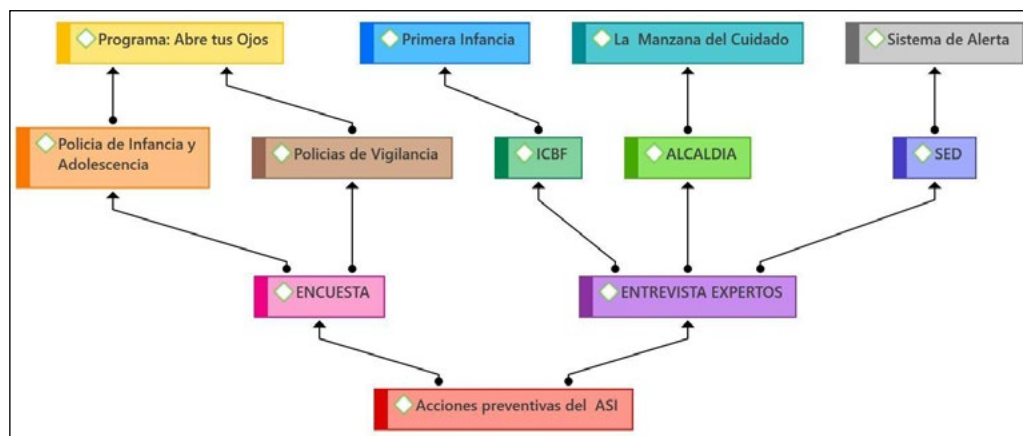 Programa: Abre tus Ojos
Primera Infancia
La Manzana del Cuidado
Sistema de Alerta
Policia de Infancia y
Adolescencia
Policias de Vigilancia
ICBF
ALCALDIA
SED
ENCUESTA
ENTREVISTA EXPERTOS
Acciones preventivas del ASI